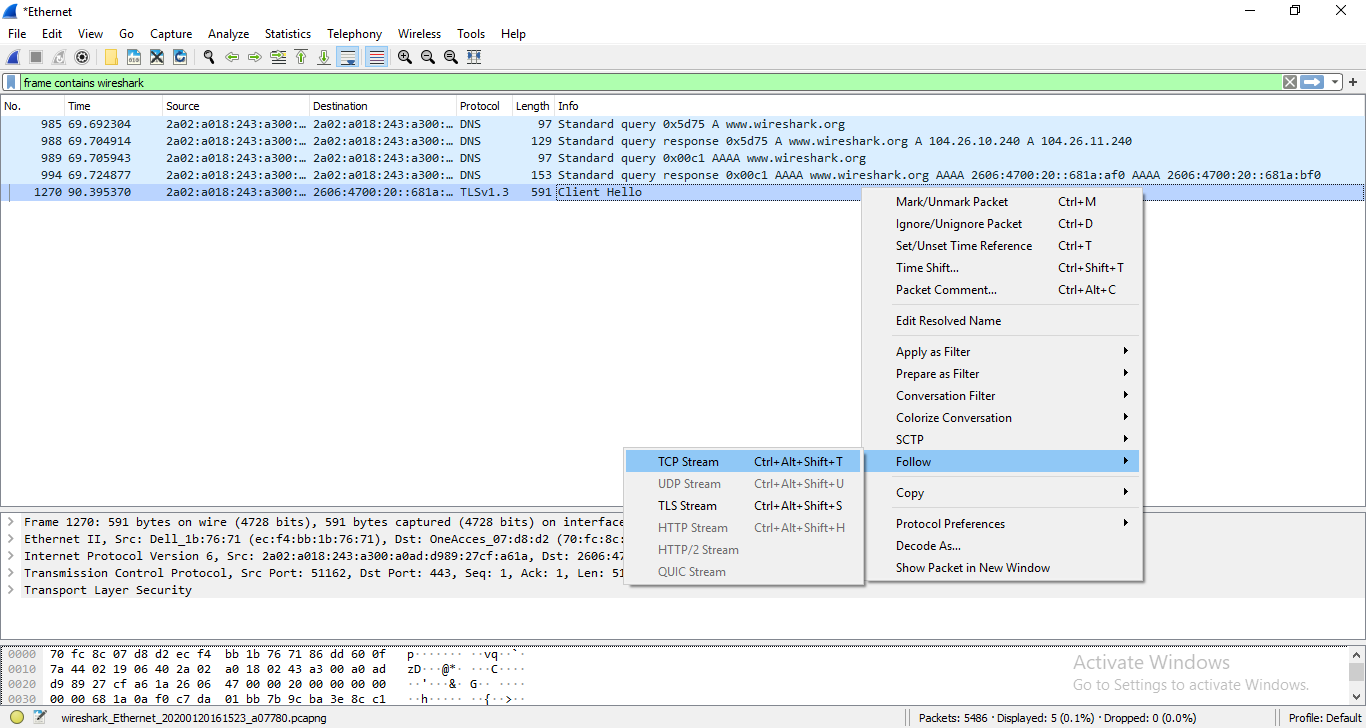 *Ethernet
File Edit View Go Capture Analyze Statistics Telephony Wireless Tools Help
frame contains wireshark
No. Time Source Destination Protocol Length Info
985 69.692304 2a02:a018:243:a300:… 2a02:a018:243:a300:… DNS 97 Standard query 0x5d75 A www.wireshark.org
988 69.704914 2a02:a018:243:a300:… 2a02:a018:243:a300:… DNS 129 Standard query response 0x5d75 A www.wireshark.org A 104.26.10.240 A 104.26.11.240
989 69.705943 2a02:a018:243:a300:… 2a02:a018:243:a300:… DNS 97 Standard query 0x00c1 AAAA www.wireshark.org
994 69.724877 2a02:a018:243:a300:… 2a02:a018:243:a300:… DNS 153 Standard query response 0x00c1 AAAA www.wireshark.org AAAA 2606:4700:20::681a:af0 AAAA 2606:4700:20::681a:bf0
1270 90.395370 2a02:a018:243:a300:… 2606:4700:20::681a:… TLSv1.3 591 Client Hello
Mark/Unmark Packet Ctrl+M
Ignore/Unignore Packet Ctrl+D
Set/Unset Time Reference Ctrl+T
Time Shift... Ctrl+Shift+T
Packet Comment... Ctrl+Alt+C
Edit Resolved Name
Apply as Filter
Prepare as Filter
Conversation Filter
Colorize Conversation
SCTP
Follow
Copy
Protocol Preferences
Decode As...
Show Packet in New Window
TCP Stream Ctrl+Alt+Shift+T
UDP Stream Ctrl+Alt+Shift+U
TLS Stream Ctrl+Alt+Shift+S
HTTP Stream Ctrl+Alt+Shift+H
HTTP/2 Stream
QUIC Stream
Frame 1270: 591 bytes on wire (4728 bits), 591 bytes captured (4728 bits) on interface
Ethernet II, Src: Dell_1b:76:71 (ec:f4:bb:1b:76:71), Dst: OneAcces_07:d8:d2 (70:fc:8c:
Internet Protocol Version 6, Src: 2a02:a018:243:a300:a0ad:d989:27cf:a61a, Dst: 2606:47
Transmission Control Protocol, Src Port: 51162, Dst Port: 443, Seq: 1, Ack: 1, Len: 51
Transport Layer Security
0000 70 fc 8c 07 d8 d2 ec f4 bb 1b 76 71 86 dd 60 0f p······· ··vq··`·
0010 7a 44 02 19 06 40 2a 02 a0 18 02 43 a3 00 a0 ad zD···@*· ···C····
0020 d9 89 27 cf a6 1a 26 06 47 00 00 20 00 00 00 00 ··'···&· G·· ····
0030 00 00 68 1a 0a f0 c7 da 01 bb 7b 9c ba 3e 8c c1 ··h····· ··{··>··
Activate Windows
Go to Settings to activate Windows.
wireshark_Ethernet_20200120161523_a07780.pcapng
Packets: 5486 · Displayed: 5 (0.1%) · Dropped: 0 (0.0%)
Profile: Default